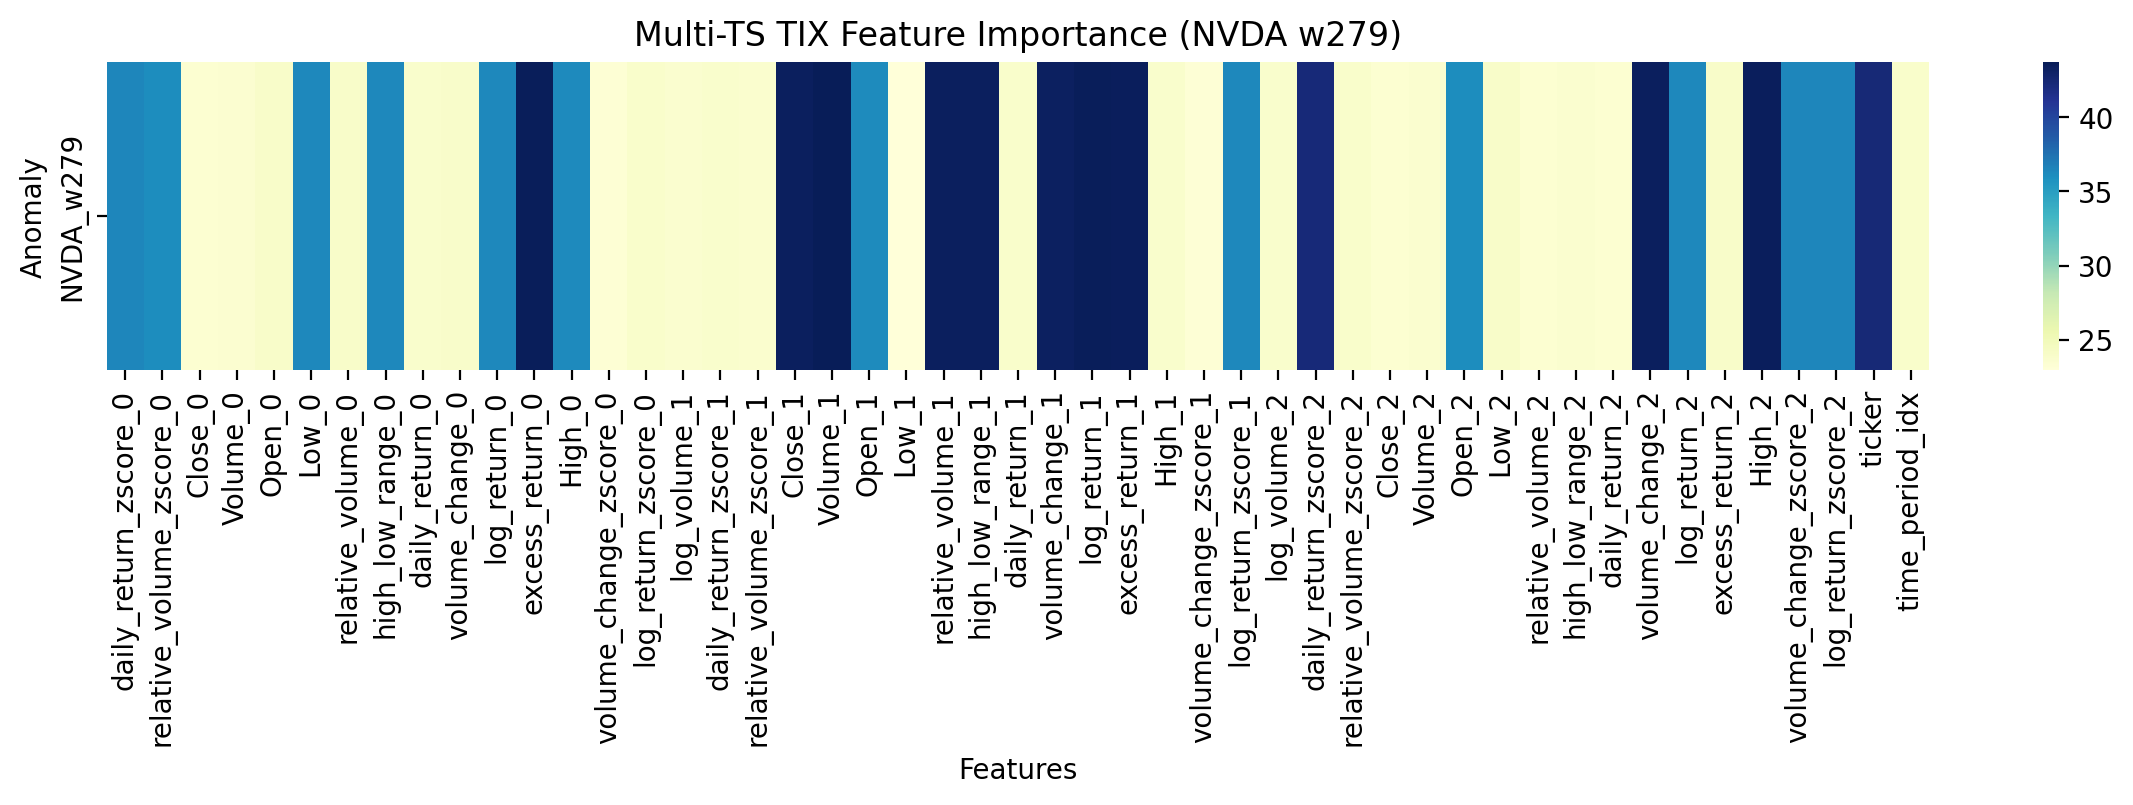 Multi-TS TIX Feature Importance (NVDA w279)
Anomaly
NVDA_w279
40
35
30
25
daily_return_zscore_0
relative_volume_zscore_0
Close_0
Volume_0
Open_0
Low_0
relative_volume_0
high_low_range_0
daily_return_0
volume_change_0
log_return_0
excess_return_0
High_0
volume_change_zscore_0
log_return_zscore_0
log_volume_1
daily_return_zscore_1
relative_volume_zscore_1
Close_1
Volume_1
Open_1
Low_1
relative_volume_1
high_low_range_1
daily_return_1
volume_change_1
log_return_1
excess_return_1
High_1
volume_change_zscore_1
log_return_zscore_1
log_volume_2
daily_return_zscore_2
relative_volume_zscore_2
Close_2
Volume_2
Open_2
Low_2
relative_volume_2
high_low_range_2
daily_return_2
volume_change_2
log_return_2
excess_return_2
High_2
volume_change_zscore_2
log_return_zscore_2
ticker
time_period_idx
Features